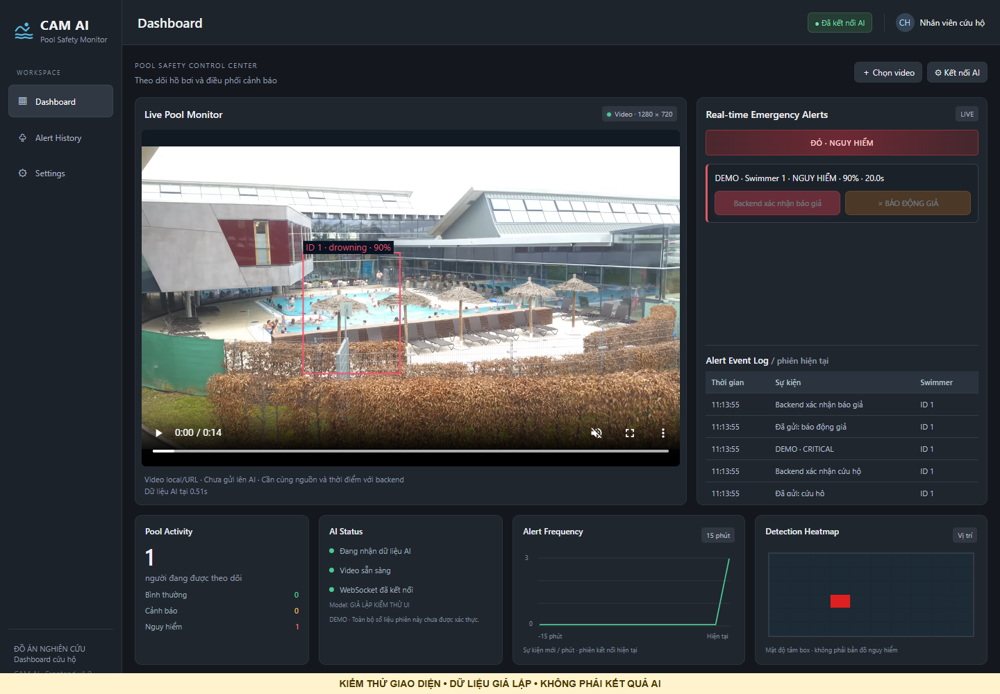 CAM AI
Pool Safety Monitor
WORKSPACE
Dashboard
Alert History
Settings
ĐỒ ÁN NGHIÊN CỨU
Dashboard cứu hộ
CAM AI · Frontend v1.0
Dashboard
● Đã kết nối AI
CH Nhân viên cứu hộ
POOL SAFETY CONTROL CENTER
Theo dõi hồ bơi và điều phối cảnh báo
+ Chọn video
⚙ Kết nối AI
Live Pool Monitor
● Video · 1280 × 720
ID 1 · drowning · 90%
0:00 / 0:14
Video local/URL · Chưa gửi lên AI · Cần cùng nguồn và thời điểm với backend
Dữ liệu AI tại 0.51s
Real-time Emergency Alerts
LIVE
ĐỎ · NGUY HIỂM
DEMO · Swimmer 1 · NGUY HIỂM · 90% · 20.0s
Backend xác nhận báo giả
× BÁO ĐỘNG GIẢ
Alert Event Log / phiên hiện tại
Thời gian Sự kiện Swimmer
11:13:55 Backend xác nhận báo giả ID 1
11:13:55 Đã gửi: báo động giả ID 1
11:13:55 DEMO · CRITICAL ID 1
11:13:55 Backend xác nhận cứu hộ ID 1
11:13:55 Đã gửi: cứu hộ ID 1
Pool Activity
1
người đang được theo dõi
Bình thường 0
Cảnh báo 0
Nguy hiểm 1
AI Status
Đang nhận dữ liệu AI
Video sẵn sàng
WebSocket đã kết nối
Model: GIẢ LẬP KIỂM THỬ UI
DEMO · Toàn bộ số liệu phiên này chưa được xác thực.
Alert Frequency
15 phút
3
0
-15 phút Hiện tại
Sự kiện mới / phút · phiên kết nối hiện tại
Detection Heatmap
Vị trí
Mật độ tâm box · không phải bản đồ nguy hiểm
KIỂM THỬ GIAO DIỆN • DỮ LIỆU GIẢ LẬP • KHÔNG PHẢI KẾT QUẢ AI